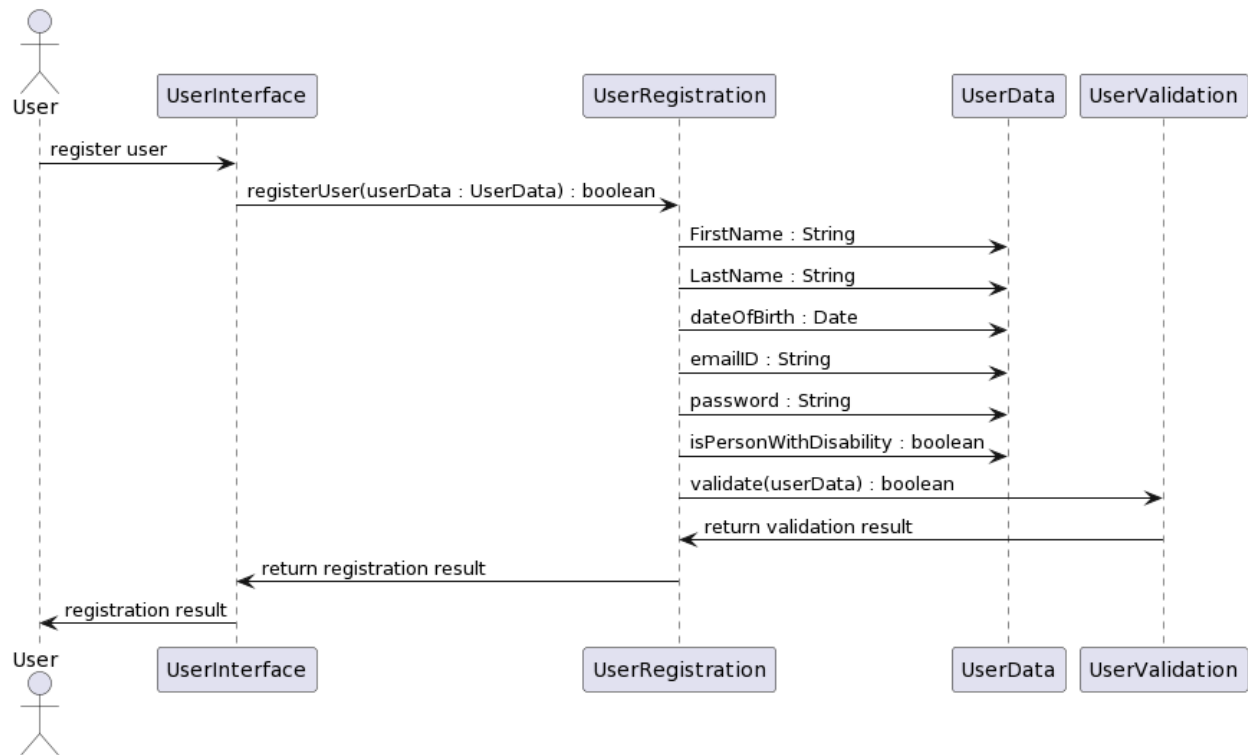 User
UserInterface
UserRegistration
UserData
UserValidation
register user
registerUser(userData : UserData) : boolean
FirstName : String
LastName : String
dateOfBirth : Date
emailID : String
password : String
isPersonWithDisability : boolean
validate(userData) : boolean
return validation result
return registration result
registration result
User
UserInterface
UserRegistration
UserData
UserValidation